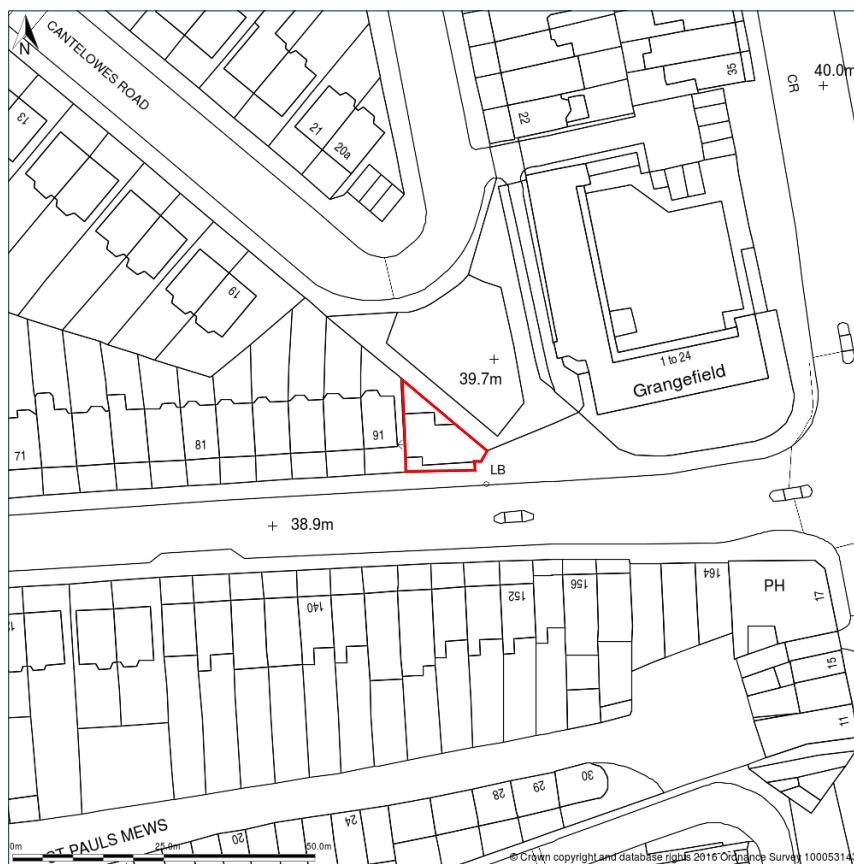 N
CANTELOWES ROAD
40.0m
CR
35
22
21
20a
13
19
39.7m
1 to 24
Grangefield
71
81
91
LB
38.9m
140
152
156
164
PH
17
15
11
ST PAULS MEWS
20
24
28
29
30
0m
25.0m
50.0m
© Crown copyright and database rights 2016 Ordnance Survey 100053143